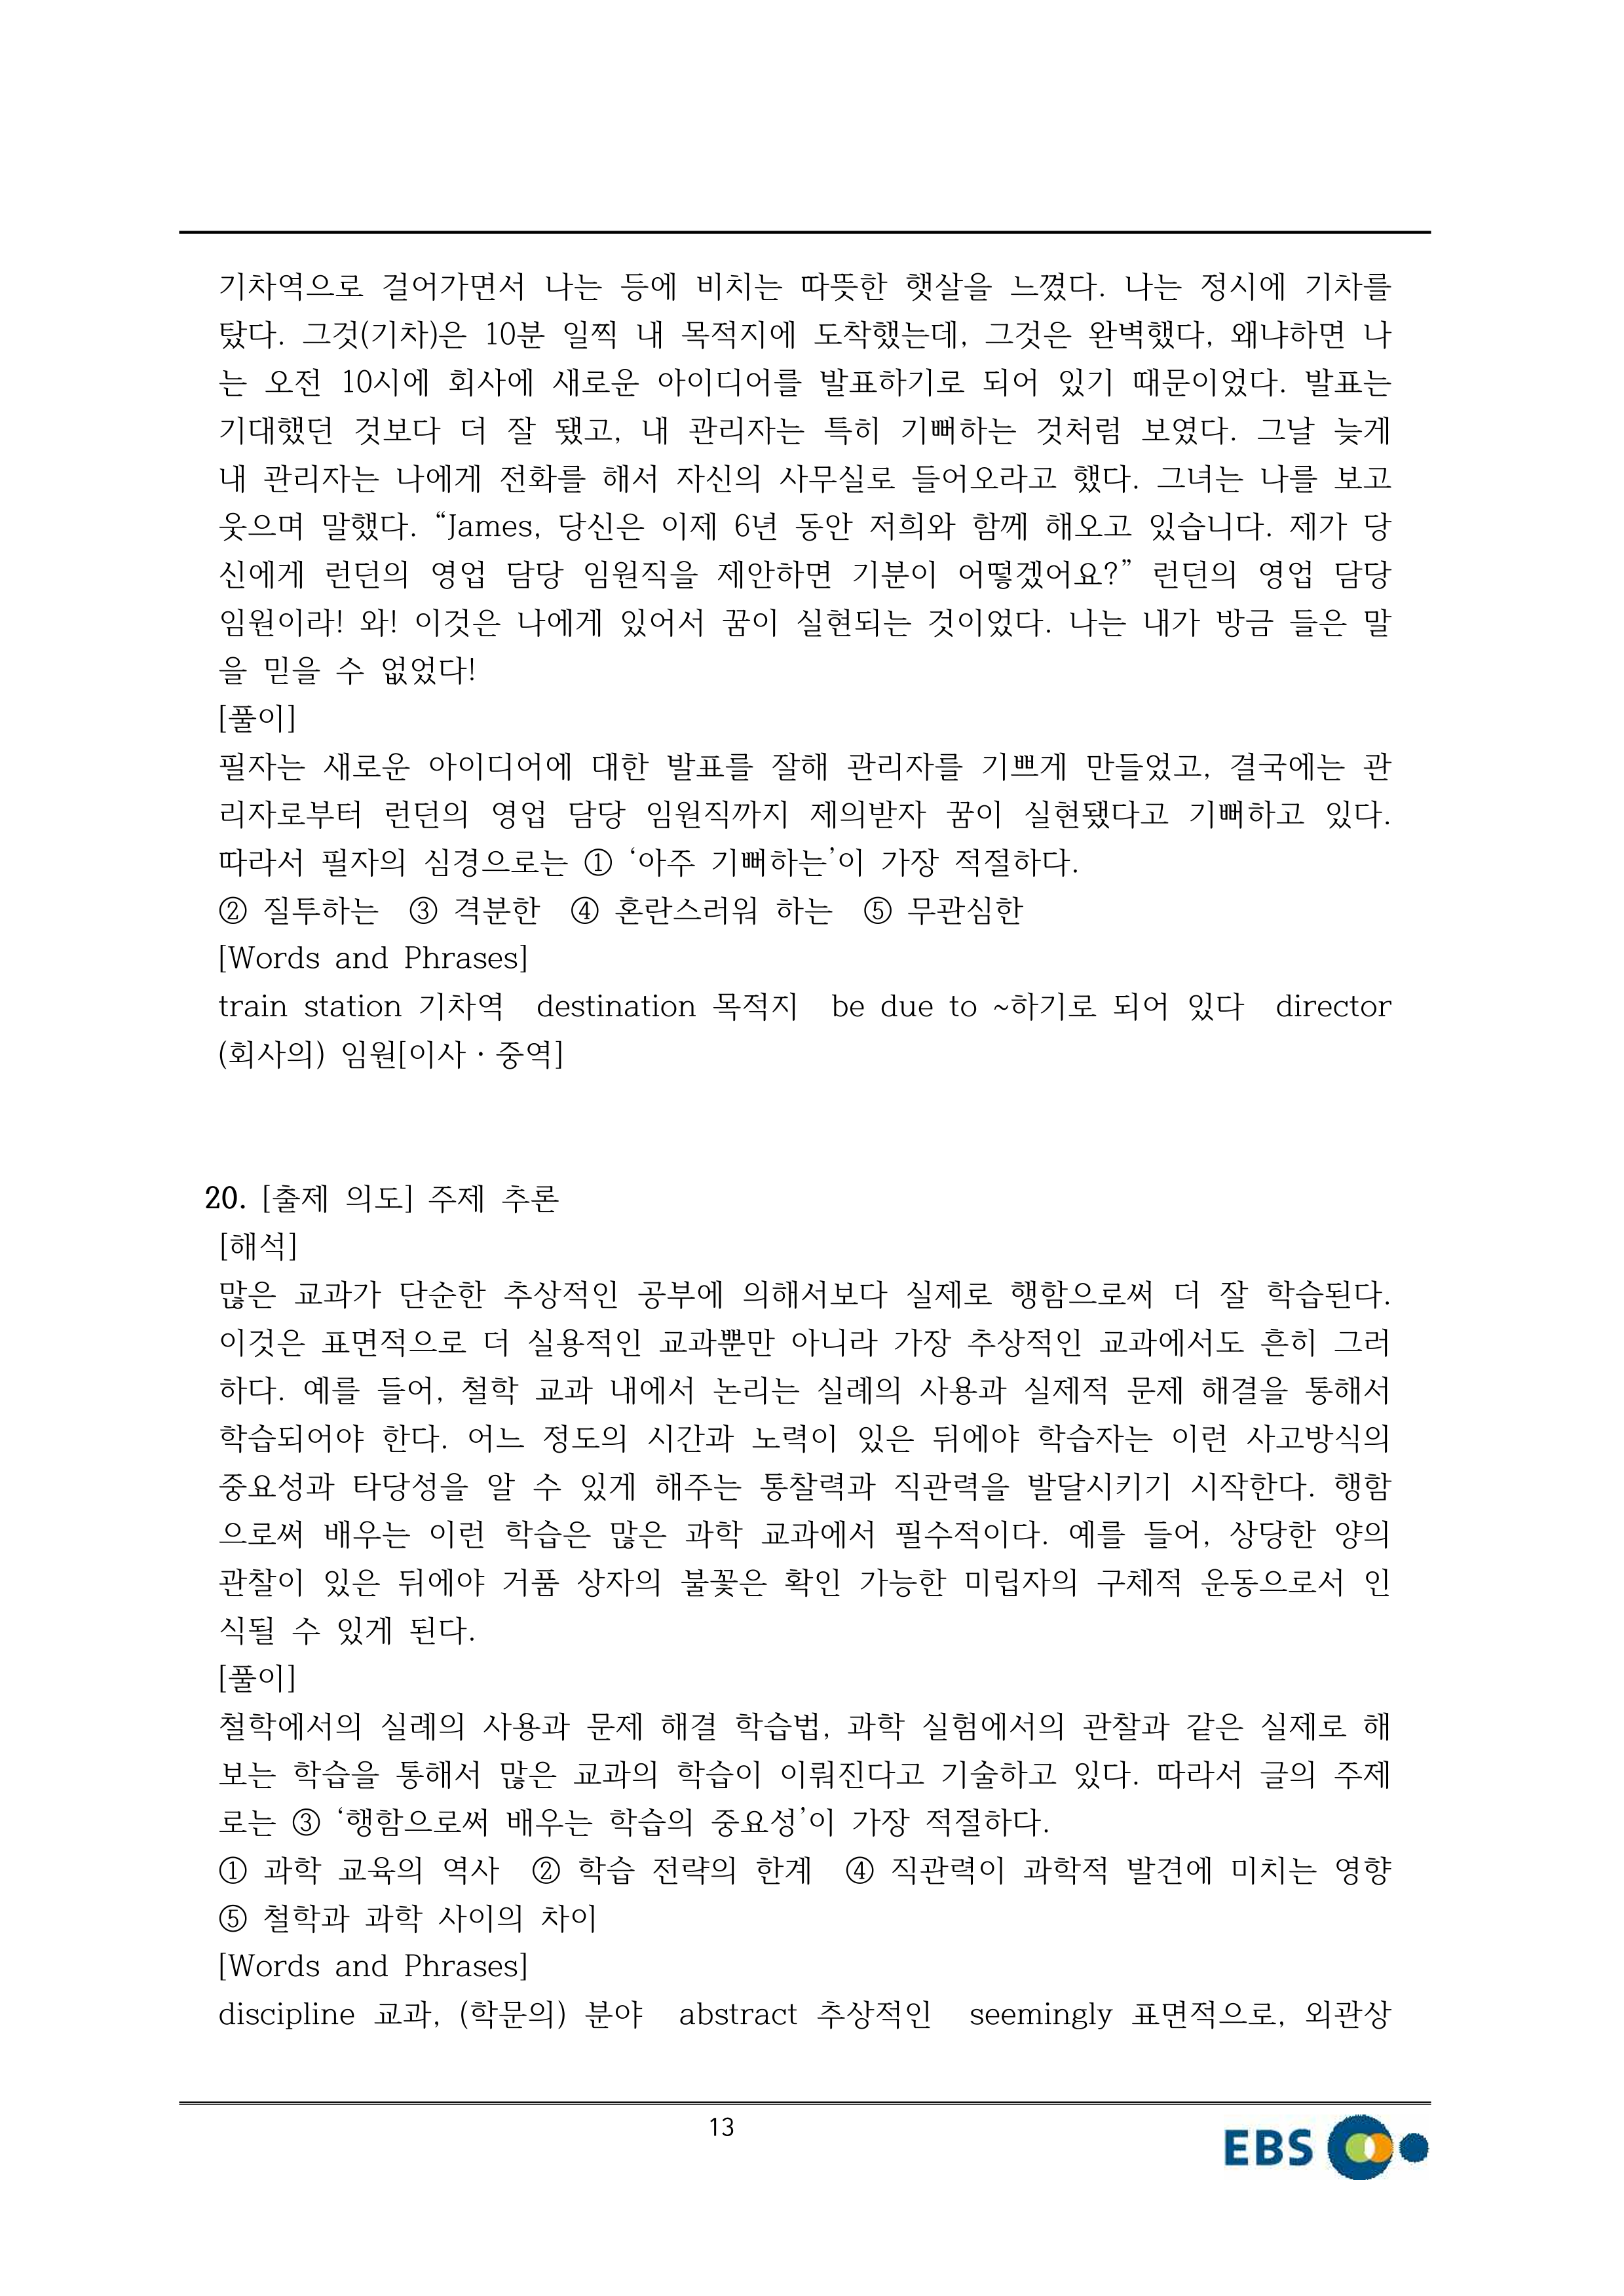 기차역으로 걸어가면서 나는 등에 비치는 따뜻한 햇살을 느꼈다. 나는 정시에 기차를
탔다. 그것(기차)은 10분 일찍 내 목적지에 도착했는데, 그것은 완벽했다, 왜냐하면 나
는 오전 10시에 회사에 새로운 아이디어를 발표하기로 되어 있기 때문이었다. 발표는
기대했던 것보다 더 잘 됐고, 내 관리자는 특히 기뻐하는 것처럼 보였다. 그날 늦게
내 관리자는 나에게 전화를 해서 자신의 사무실로 들어오라고 했다. 그녀는 나를 보고
웃으며 말했다. “James, 당신은 이제 6년 동안 저희와 함께 해오고 있습니다. 제가 당
신에게 런던의 영업 담당 임원직을 제안하면 기분이 어떻겠어요?” 런던의 영업 담당
임원이라! 와! 이것은 나에게 있어서 꿈이 실현되는 것이었다. 나는 내가 방금 들은 말
을 믿을 수 없었다!
[풀이]
필자는 새로운 아이디어에 대한 발표를 잘해 관리자를 기쁘게 만들었고, 결국에는 관
리자로부터 런던의 영업 담당 임원직까지 제의받자 꿈이 실현됐다고 기뻐하고 있다.
따라서 필자의 심경으로는 ① ‘아주 기뻐하는’이 가장 적절하다.
② 질투하는 ③ 격분한 ④ 혼란스러워 하는 ⑤ 무관심한
[Words and Phrases]
train station 기차역 destination 목적지 be due to ~하기로 되어 있다 director
(회사의) 임원[이사·중역]
20. [출제 의도] 주제 추론
[해석]
많은 교과가 단순한 추상적인 공부에 의해서보다 실제로 행함으로써 더 잘 학습된다.
이것은 표면적으로 더 실용적인 교과뿐만 아니라 가장 추상적인 교과에서도 흔히 그러
하다. 예를 들어, 철학 교과 내에서 논리는 실례의 사용과 실제적 문제 해결을 통해서
학습되어야 한다. 어느 정도의 시간과 노력이 있은 뒤에야 학습자는 이런 사고방식의
중요성과 타당성을 알 수 있게 해주는 통찰력과 직관력을 발달시키기 시작한다. 행함
으로써 배우는 이런 학습은 많은 과학 교과에서 필수적이다. 예를 들어, 상당한 양의
관찰이 있은 뒤에야 거품 상자의 불꽃은 확인 가능한 미립자의 구체적 운동으로서 인
식될 수 있게 된다.
[풀이]
철학에서의 실례의 사용과 문제 해결 학습법, 과학 실험에서의 관찰과 같은 실제로 해
보는 학습을 통해서 많은 교과의 학습이 이뤄진다고 기술하고 있다. 따라서 글의 주제
로는 ③ ‘행함으로써 배우는 학습의 중요성’이 가장 적절하다.
① 과학 교육의 역사 ② 학습 전략의 한계 ④ 직관력이 과학적 발견에 미치는 영향
⑤ 철학과 과학 사이의 차이
[Words and Phrases]
discipline 교과, (학문의) 분야 abstract 추상적인 seemingly 표면적으로, 외관상
13
EBS